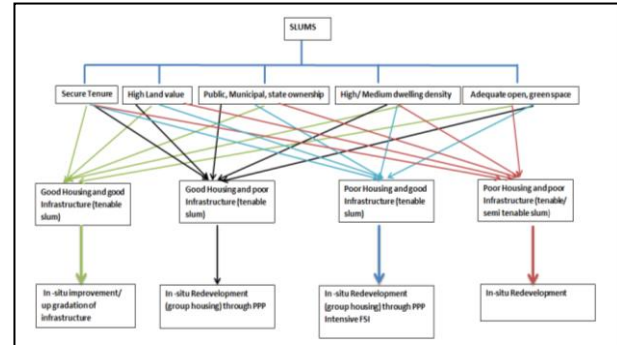 SLUMS
Secure Tenure
High Land value
Public, Municipal, state ownership
High/ Medium dwelling density
Adequate open, green space
Good Housing and good
Infrastructure (tenable
slum)
Good Housing and poor
Infrastructure (tenable
slum)
Poor Housing and good
Infrastructure (tenable
slum)
Poor Housing and poor
Infrastructure (tenable/
semi tenable slum)
In -situ improvement/
up gradation of
infrastructure
In -situ Redevelopment
(group housing) through PPP
In -situ Redevelopment
(group housing) through PPP
Intensive FSI
In-situ Redevelopment